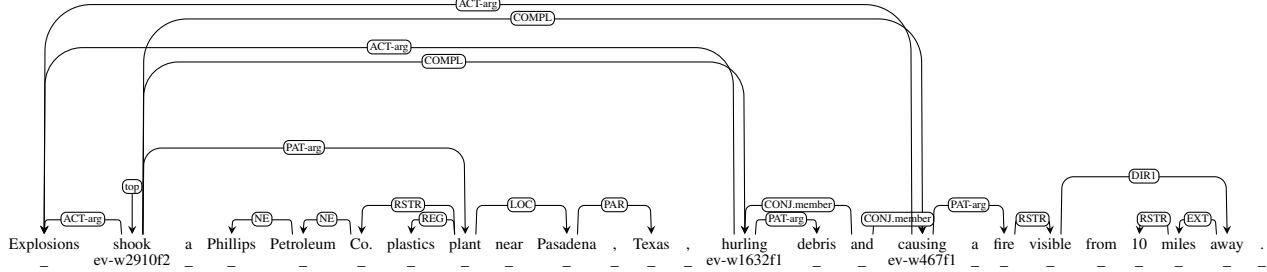 ACT-arg
COMPL
ACT-arg
COMPL
PAT-arg
top
DIR1
RSTR LOC PAR CONJ.member PAT-arg
ACT-arg NE NE REG PAT-arg CONJ.member RSTR RSTR EXT
Explosions shook a Phillips Petroleum Co. plastics plant near Pasadena , Texas , hurling debris and causing a fire visible from 10 miles away .
ev-w2910f2 ev-w1632f1 ev-w467f1
_ _ _ _ _ _ _ _ _ _ _ _ _ _ _ _ _ _ _ _ _ _ _ _ _